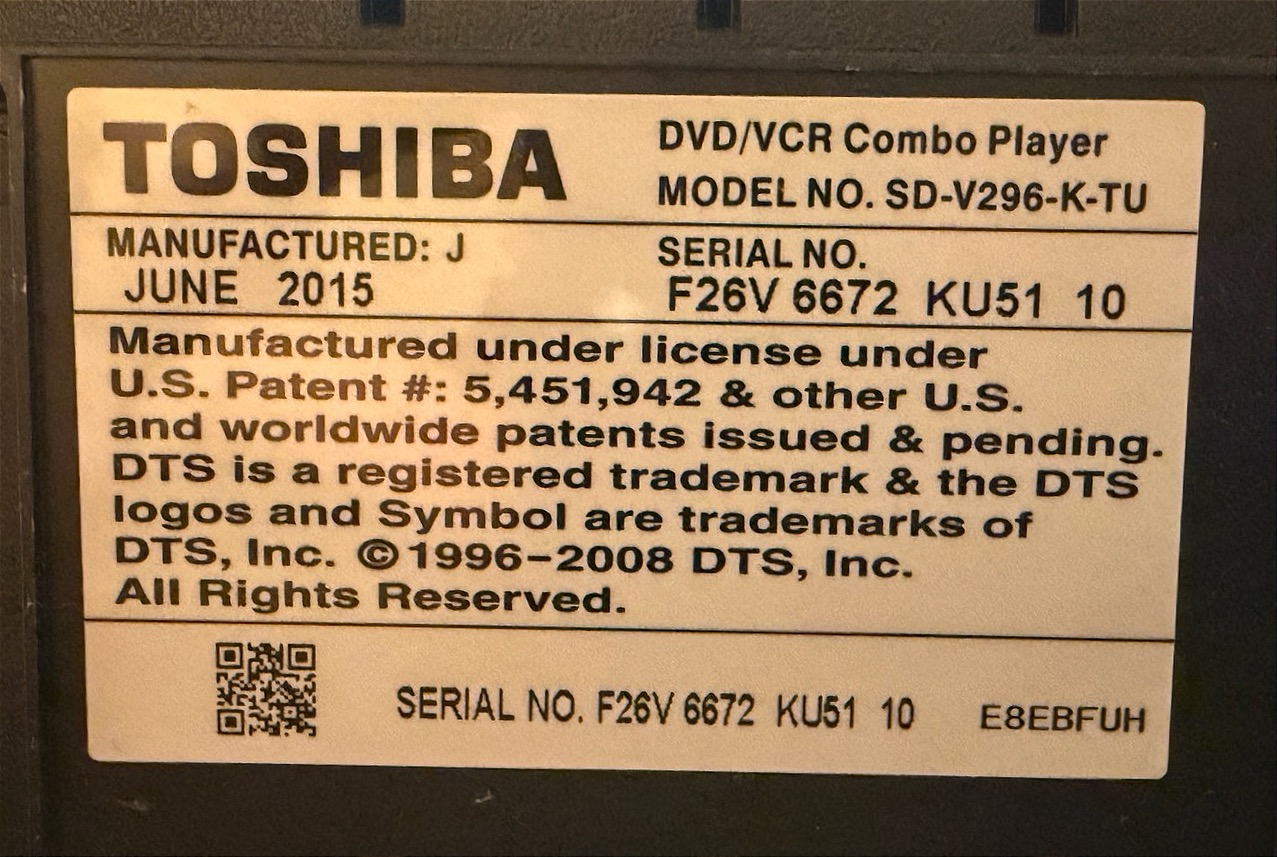 TOSHIBA
DVD/VCR Combo Player
MODEL NO. SD-V296-K-TU
MANUFACTURED: J
JUNE 2015
SERIAL NO.
F26V 6672 KU51 10
Manufactured under license under
U.S. Patent #: 5,451,942 & other U.S.
and worldwide patents issued & pending.
DTS is a registered trademark & the DTS
logos and Symbol are trademarks of
DTS, Inc. ©1996-2008 DTS, Inc.
All Rights Reserved.
SERIAL NO. F26V 6672 KU51 10
E8EBFUH